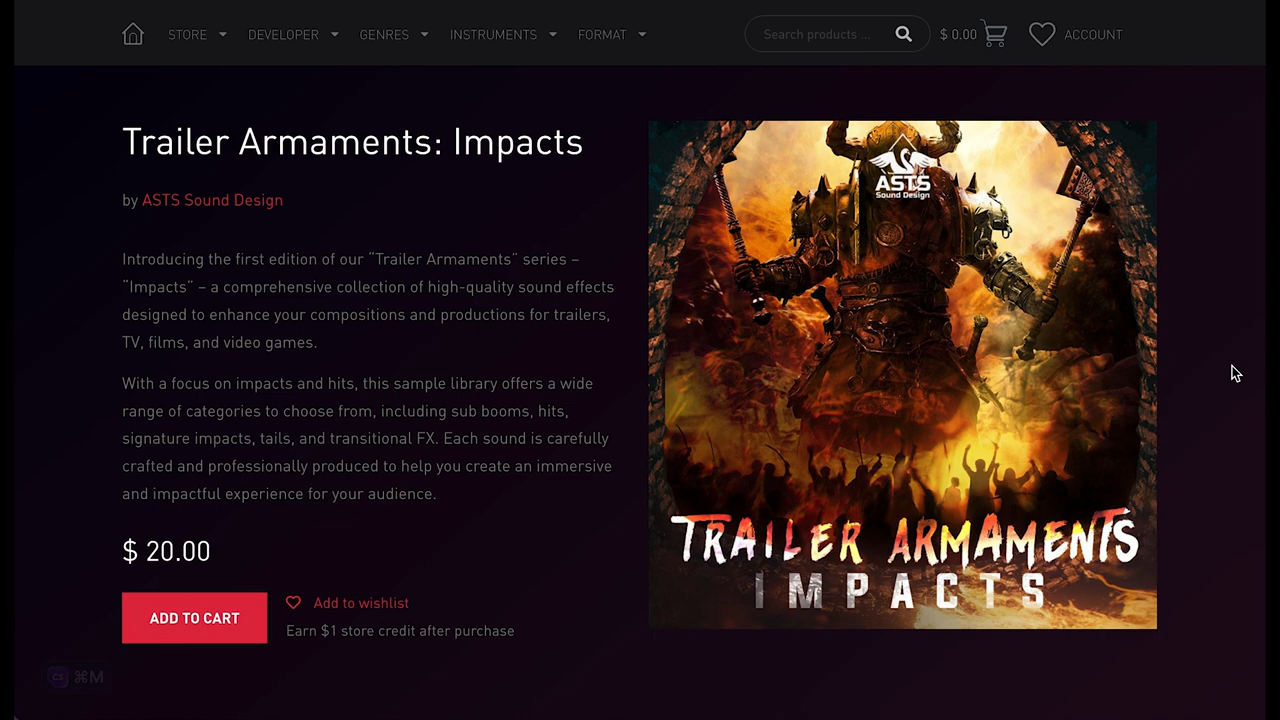 STORE DEVELOPER GENRES INSTRUMENTS FORMAT Search products ... $ 0.00 ACCOUNT
Trailer Armaments: Impacts
by ASTS Sound Design
Introducing the first edition of our “Trailer Armaments” series –
“Impacts” – a comprehensive collection of high-quality sound effects
designed to enhance your compositions and productions for trailers,
TV, films, and video games.
With a focus on impacts and hits, this sample library offers a wide
range of categories to choose from, including sub booms, hits,
signature impacts, tails, and transitional FX. Each sound is carefully
crafted and professionally produced to help you create an immersive
and impactful experience for your audience.
$ 20.00
ADD TO CART
Add to wishlist
Earn $1 store credit after purchase
ASTS
Sound Design
TRAILER ARMAMENTS
IMPACTS
CS ⌘M